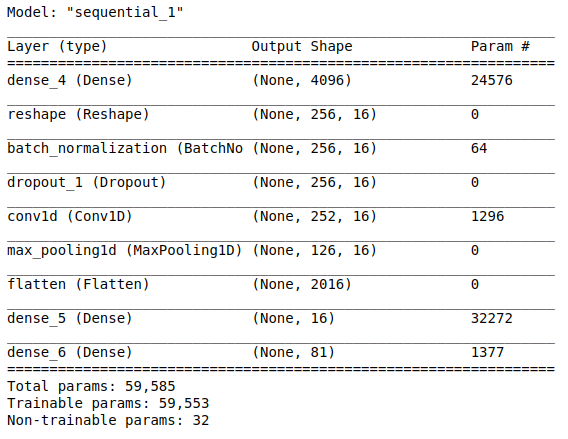 Model: "sequential_1"
Layer (type) Output Shape Param #
dense_4 (Dense) (None, 4096) 24576
reshape (Reshape) (None, 256, 16) 0
batch_normalization (BatchNo (None, 256, 16) 64
dropout_1 (Dropout) (None, 256, 16) 0
conv1d (Conv1D) (None, 252, 16) 1296
max_pooling1d (MaxPooling1D) (None, 126, 16) 0
flatten (Flatten) (None, 2016) 0
dense_5 (Dense) (None, 16) 32272
dense_6 (Dense) (None, 81) 1377
Total params: 59,585
Trainable params: 59,553
Non-trainable params: 32